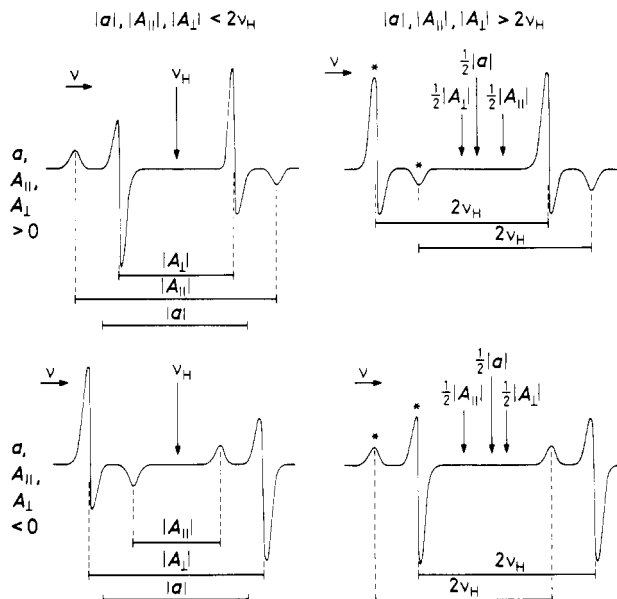 |a|, |A∥|, |A⊥| < 2νH
|a|, |A∥|, |A⊥| > 2νH
ν
νH
a,
A∥,
A⊥
> 0
|A⊥|
|A∥|
|a|
ν
*
*
½|a|
½|A⊥|
½|A∥|
2νH
2νH
ν
νH
a,
A∥,
A⊥
< 0
|A∥|
|A⊥|
|a|
ν
*
*
½|a|
½|A∥|
½|A⊥|
2νH
2νH